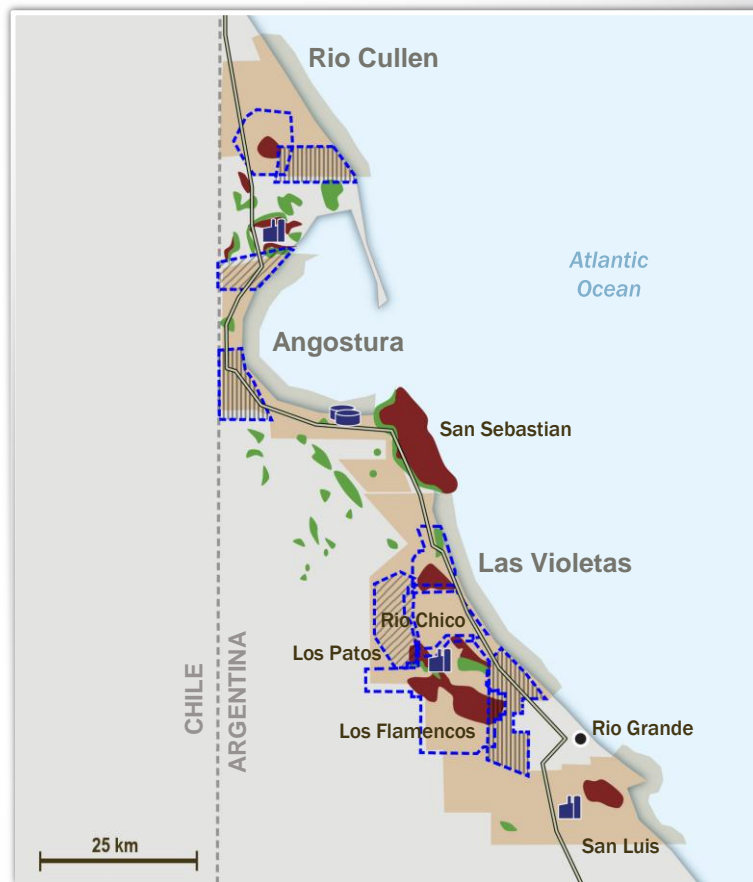 Rio Cullen
Atlantic
Ocean
Angostura
San Sebastian
Las Violetas
Rio Chico
Los Patos
CHILE
ARGENTINA
Los Flamencos
Rio Grande
25 km
San Luis